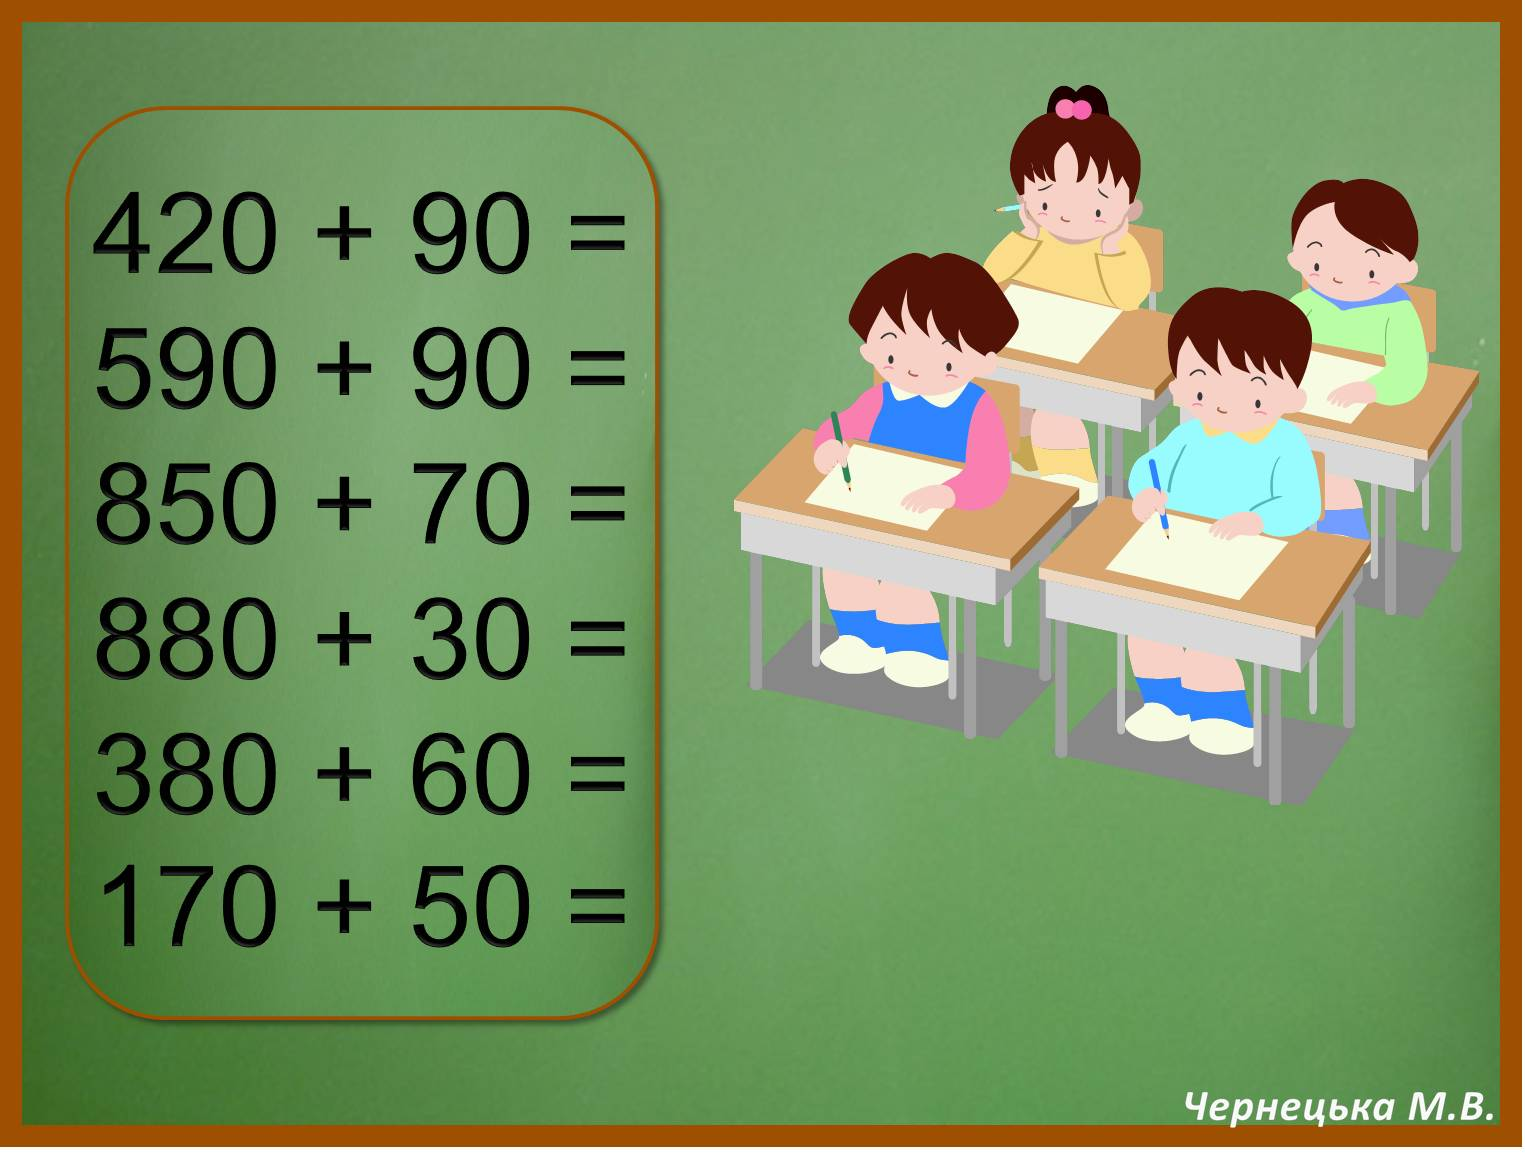 420 + 90 =
590 + 90 =
850 + 70 =
880 + 30 =
380 + 60 =
170 + 50 =
Чернецька М.В.